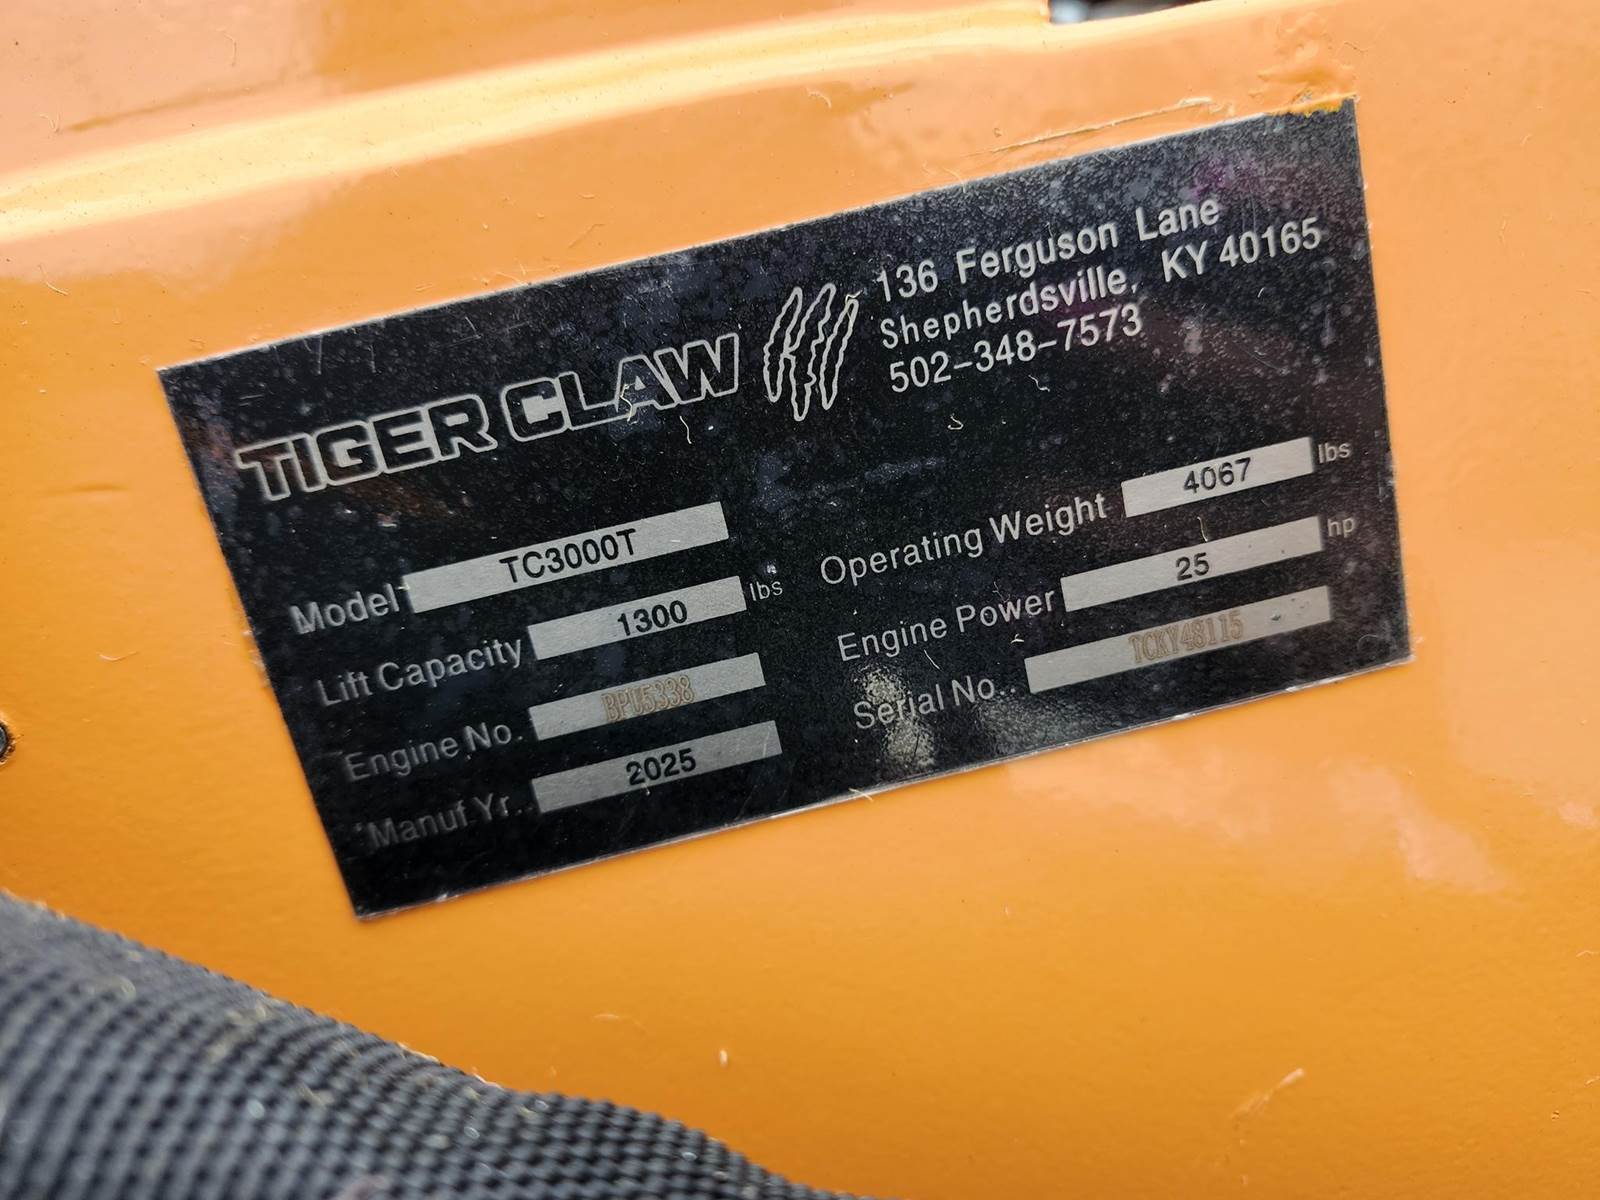 TIGER CLAW
136 Ferguson Lane
Shepherdsville, KY 40165
502-348-7573
Model TC3000T
Lift Capacity 1300 lbs
Engine No. BPU5338
Manuf Yr.. 2025
Operating Weight 4067 lbs
Engine Power 25 hp
Serial No.. TCKY48115